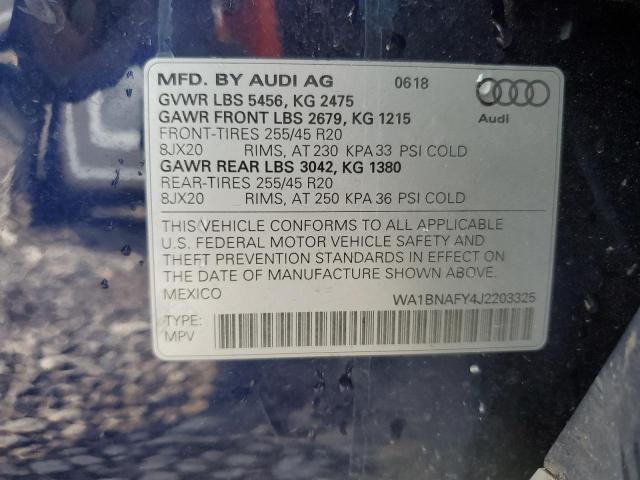 MFD. BY AUDI AG 0618
GVWR LBS 5456, KG 2475
GAWR FRONT LBS 2679, KG 1215
Audi
FRONT-TIRES 255/45 R20
8JX20 RIMS, AT 230 KPA 33 PSI COLD
GAWR REAR LBS 3042, KG 1380
REAR-TIRES 255/45 R20
8JX20 RIMS, AT 250 KPA 36 PSI COLD
THIS VEHICLE CONFORMS TO ALL APPLICABLE
U.S. FEDERAL MOTOR VEHICLE SAFETY AND
THEFT PREVENTION STANDARDS IN EFFECT ON
THE DATE OF MANUFACTURE SHOWN ABOVE.
MEXICO WA1BNAFY4J2203325
TYPE:
MPV